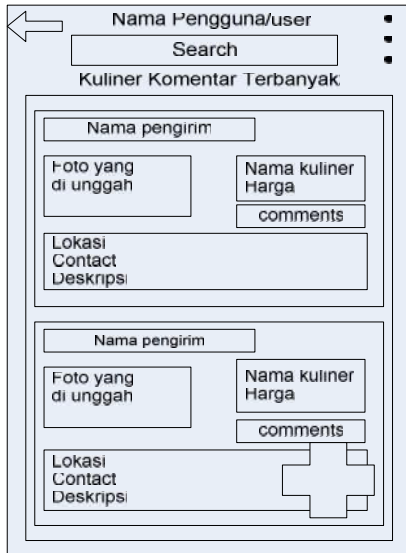 Nama Pengguna/user
Search
Kuliner Komentar Terbanyak
Nama pengirim
Foto yang
di unggah
Nama kuliner
Harga
comments
Lokasi
Contact
Deskripsi
Nama pengirim
Foto yang
di unggah
Nama kuliner
Harga
comments
Lokasi
Contact
Deskripsi